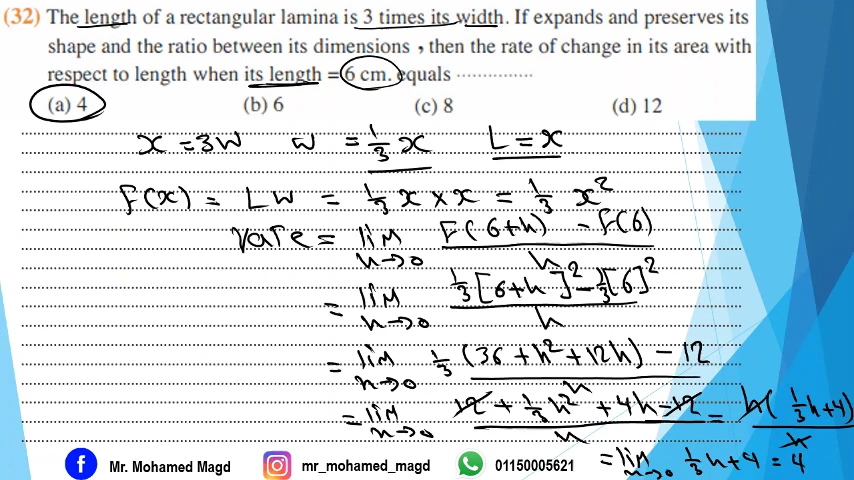 (32) The length of a rectangular lamina is 3 times its width. If expands and preserves its
shape and the ratio between its dimensions , then the rate of change in its area with
respect to length when its length = 6 cm. equals ...............
(a) 4 (b) 6 (c) 8 (d) 12
x = 3w w = 1/3 x L = x
F(x) = L w = 1/3 x × x = 1/3 x²
rate = lim h→0 (F(6+h) - f(6)) / h
= lim h→0 (1/3 [6+h]² - 1/3 [6]²) / h
= lim h→0 (1/3 (36 + h² + 12h) - 12) / h
= lim h→0 (12 + 1/3 h² + 4h - 12) / h = h(1/3 h + 4) / h
= lim h→0 1/3 h + 4 = 4
Mr. Mohamed Magd mr_mohamed_magd 01150005621